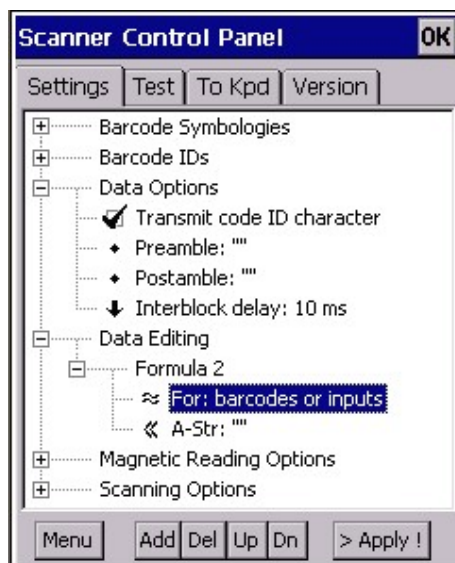 Scanner Control Panel OK
Settings Test To Kpd Version
Barcode Symbologies
Barcode IDs
Data Options
Transmit code ID character
Preamble: ""
Postamble: ""
Interblock delay: 10 ms
Data Editing
Formula 2
For: barcodes or inputs
A-Str: ""
Magnetic Reading Options
Scanning Options
Menu Add Del Up Dn > Apply !